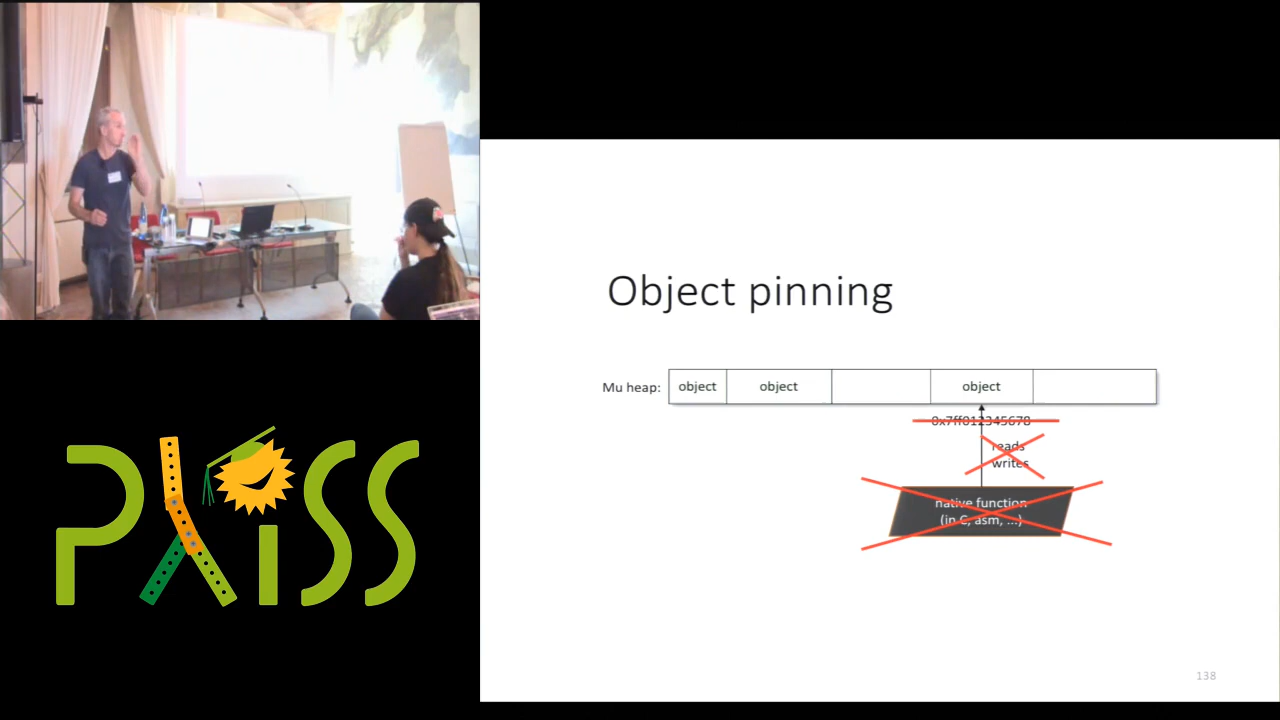 PLISS
Object pinning
Mu heap:
object
object
object
0x7ff012345678
reads
writes
native function
(in C, asm, ...)
138